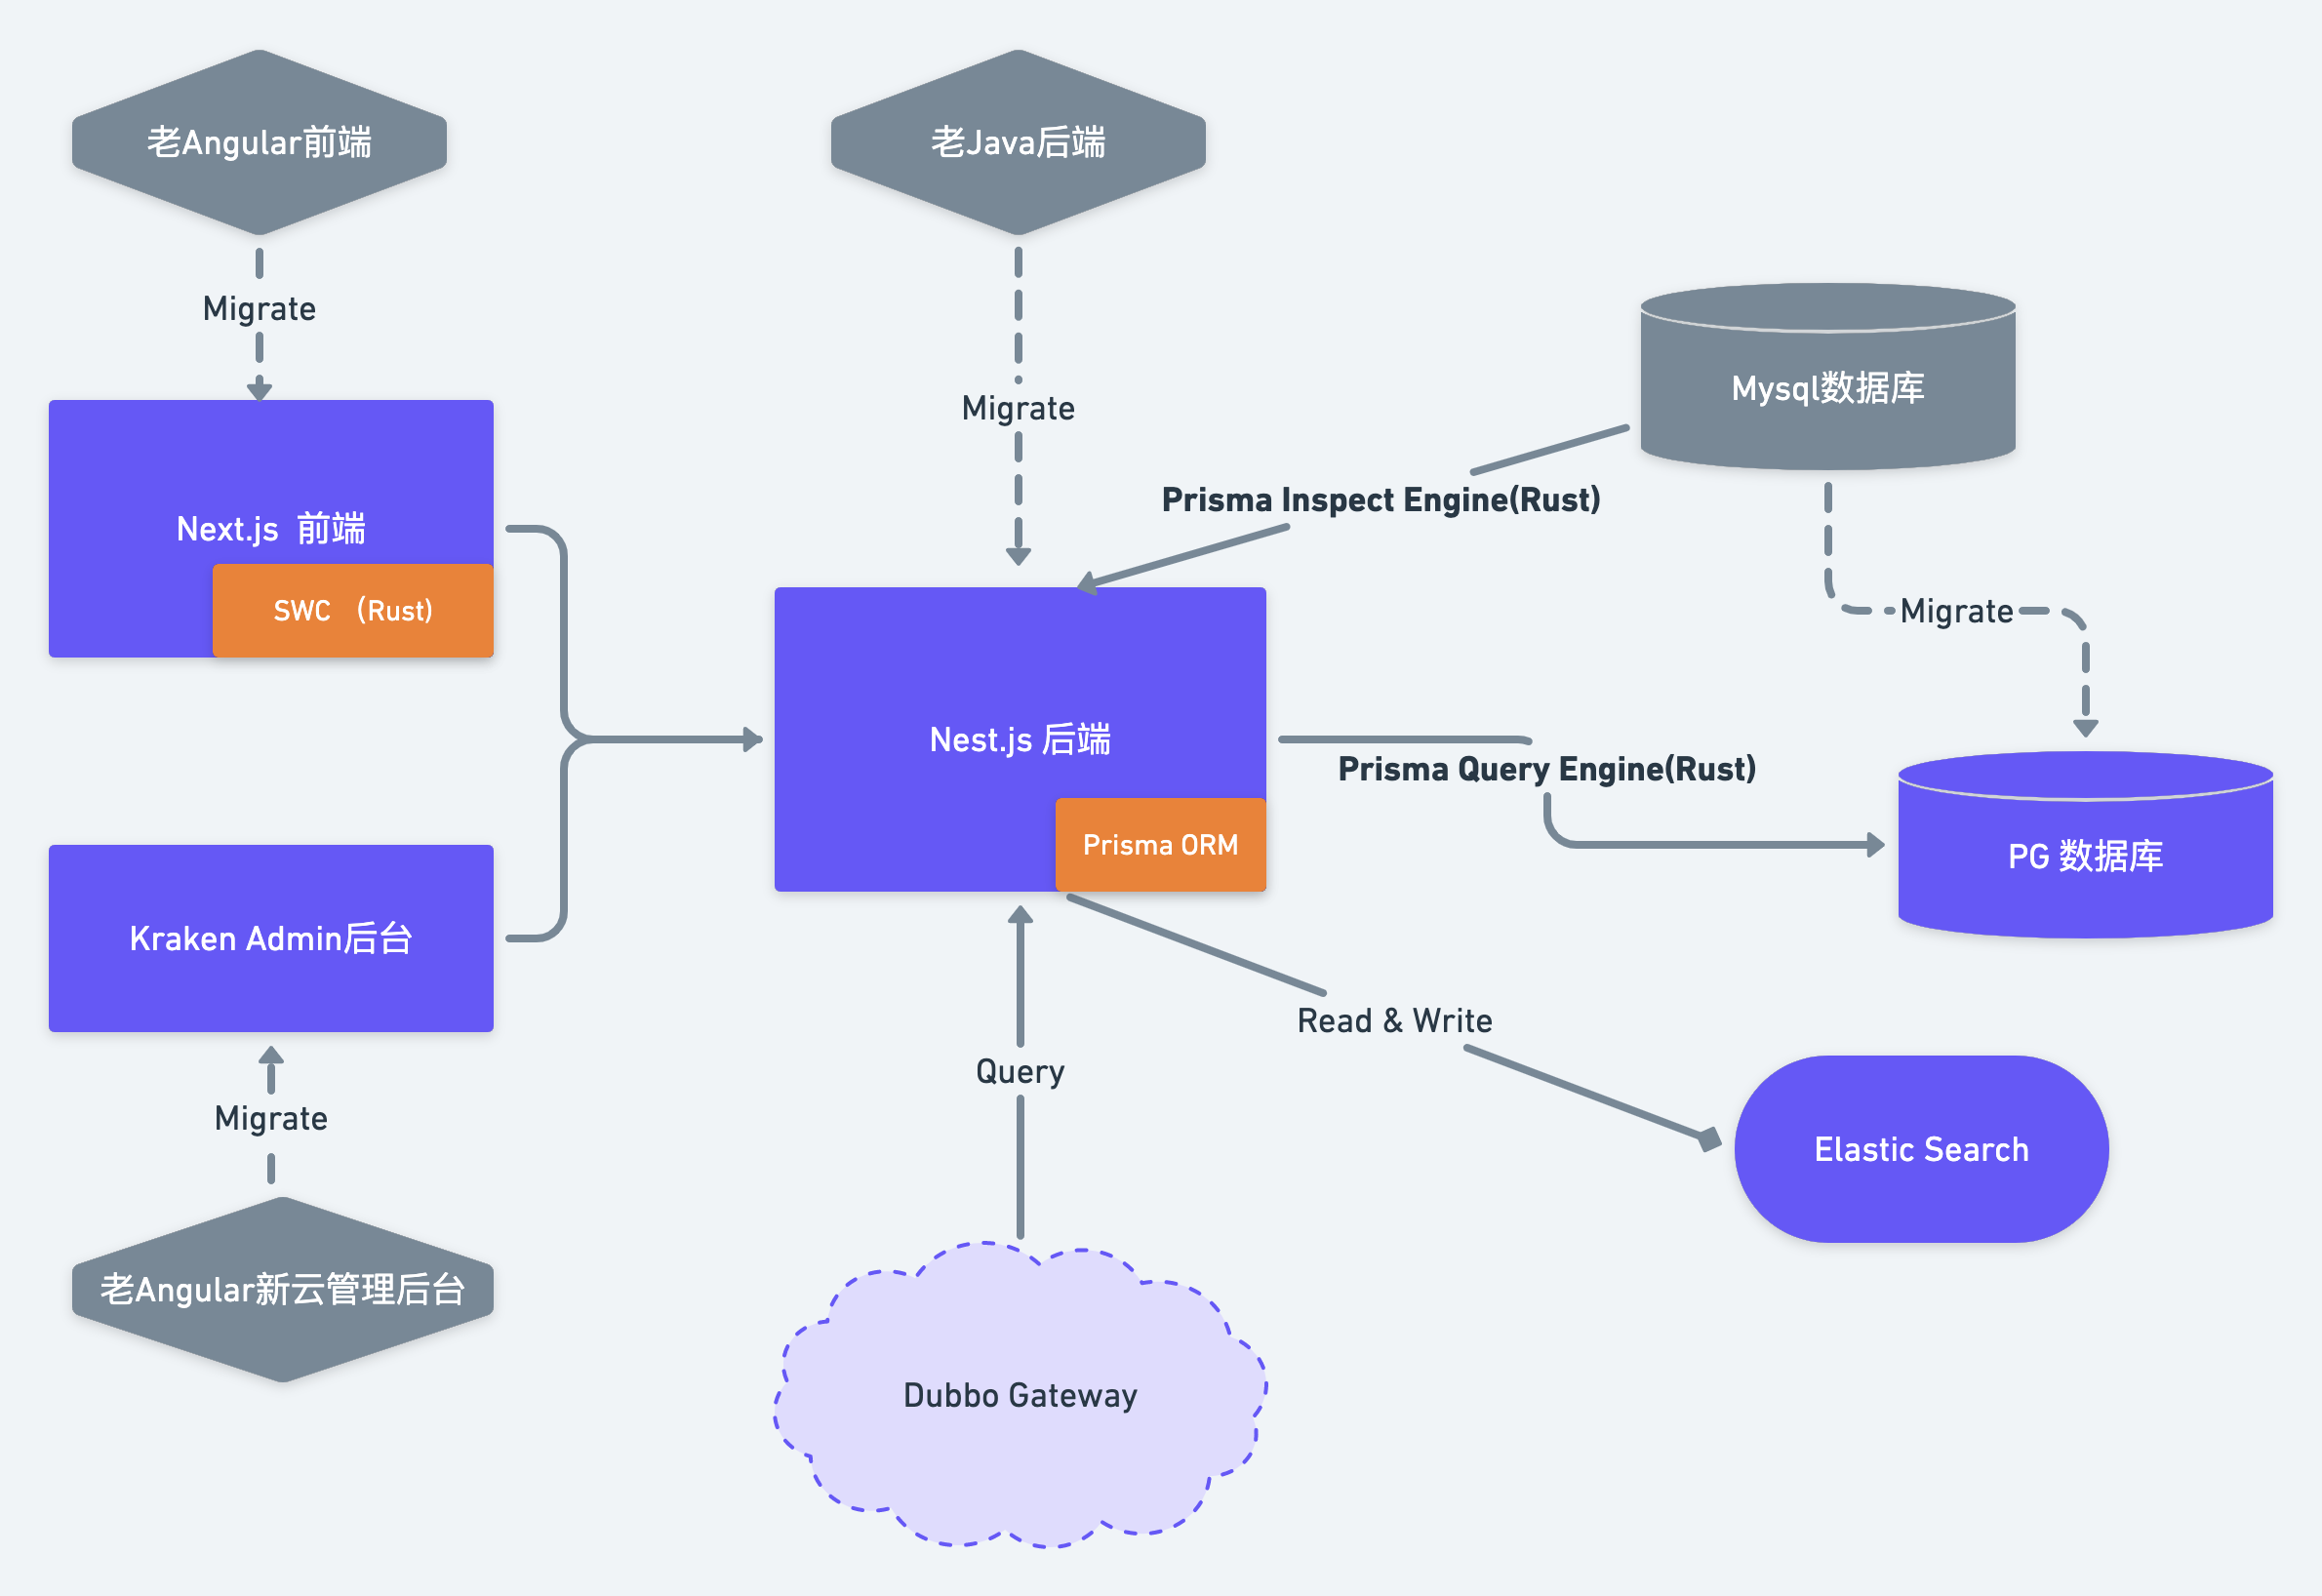 老Angular前端
老Java后端
Migrate
Mysql数据库
Migrate
Prisma Inspect Engine(Rust)
Next.js 前端
SWC （Rust)
Migrate
Nest.js 后端
Prisma Query Engine(Rust)
Prisma ORM
PG 数据库
Kraken Admin后台
Read & Write
Query
Migrate
Elastic Search
老Angular新云管理后台
Dubbo Gateway